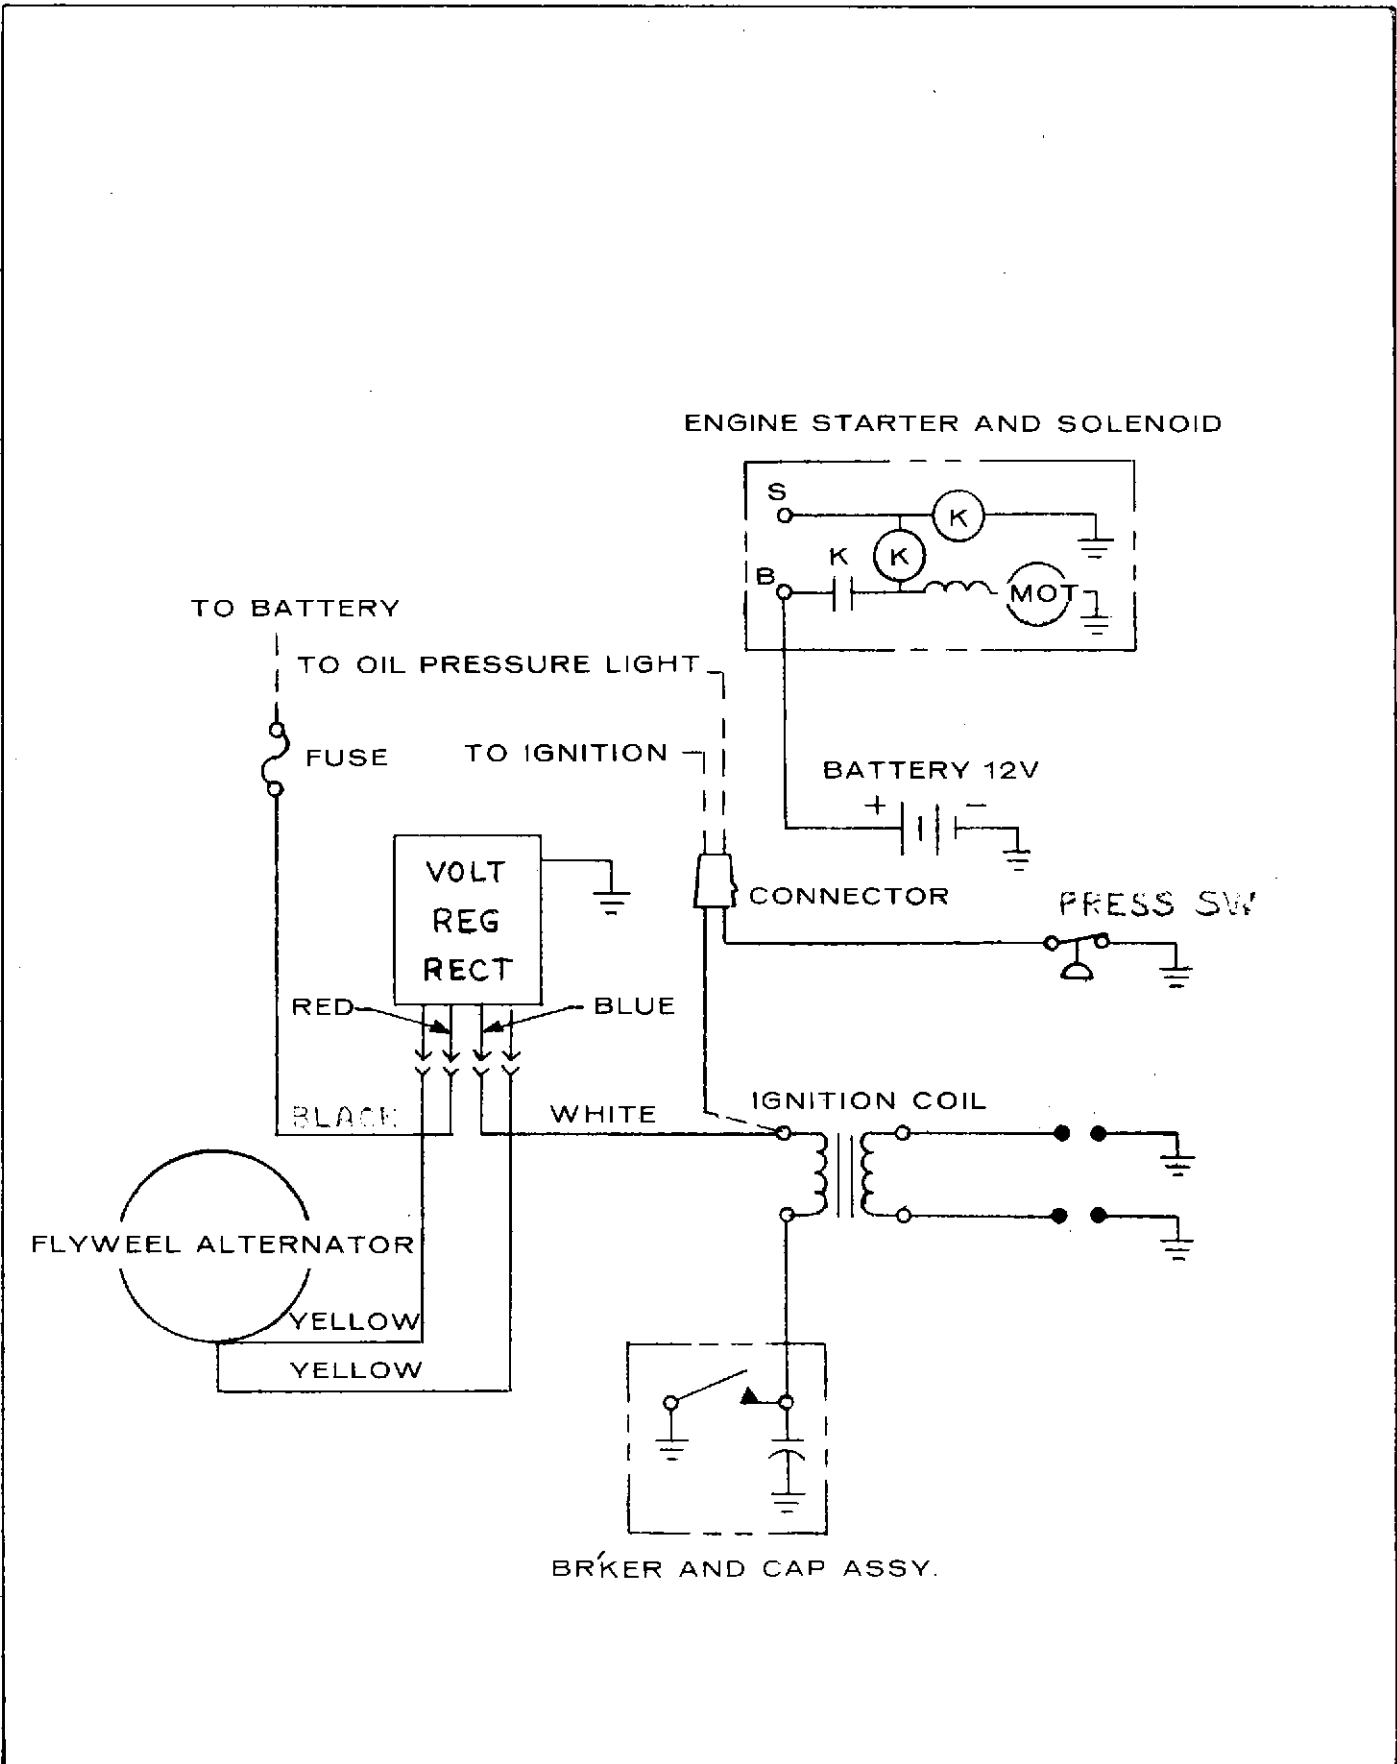 ENGINE STARTER AND SOLENOID
S
K
K
K
B
MOT
TO BATTERY
TO OIL PRESSURE LIGHT
FUSE
TO IGNITION
BATTERY 12V
+ −
VOLT
REG
RECT
CONNECTOR
PRESS SW
RED
BLUE
BLACK
WHITE
IGNITION COIL
FLYWEEL ALTERNATOR
YELLOW
YELLOW
BR'KER AND CAP ASSY.